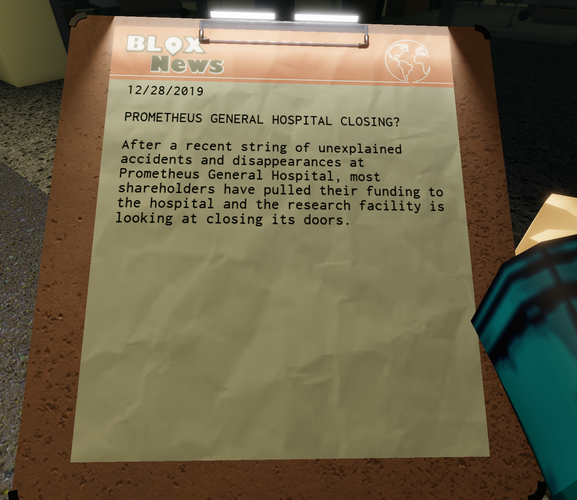 BLOX
News
12/28/2019
PROMETHEUS GENERAL HOSPITAL CLOSING?
After a recent string of unexplained
accidents and disappearances at
Prometheus General Hospital, most
shareholders have pulled their funding to
the hospital and the research facility is
looking at closing its doors.